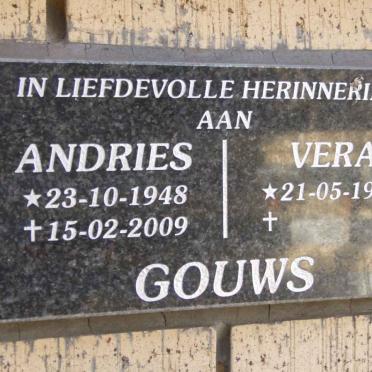 IN LIEFDEVOLLE HERINNERI
AAN
ANDRIES
★23-10-1948
†15-02-2009
VERA
★21-05-19
†
GOUWS